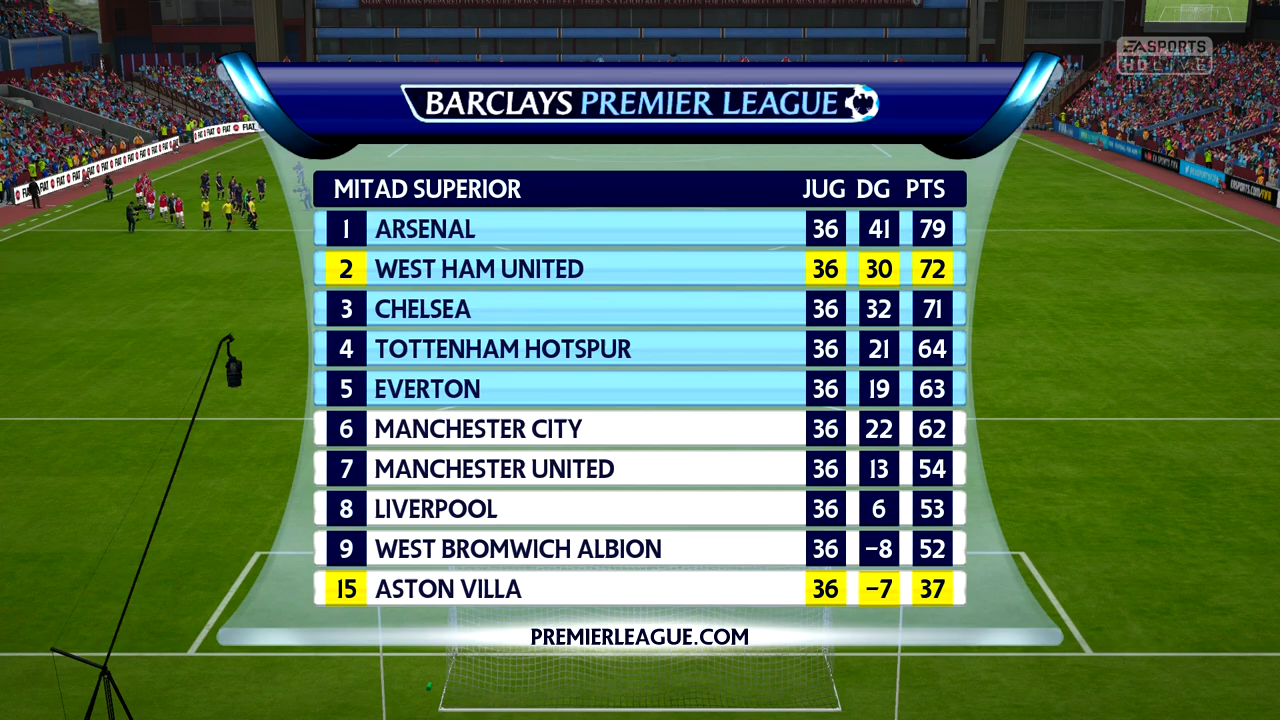 EA SPORTS
BARCLAYS PREMIER LEAGUE
MITAD SUPERIOR JUG DG PTS
1 ARSENAL 36 41 79
2 WEST HAM UNITED 36 30 72
3 CHELSEA 36 32 71
4 TOTTENHAM HOTSPUR 36 21 64
5 EVERTON 36 19 63
6 MANCHESTER CITY 36 22 62
7 MANCHESTER UNITED 36 13 54
8 LIVERPOOL 36 6 53
9 WEST BROMWICH ALBION 36 -8 52
15 ASTON VILLA 36 -7 37
PREMIERLEAGUE.COM
FIAT FIAT FIAT